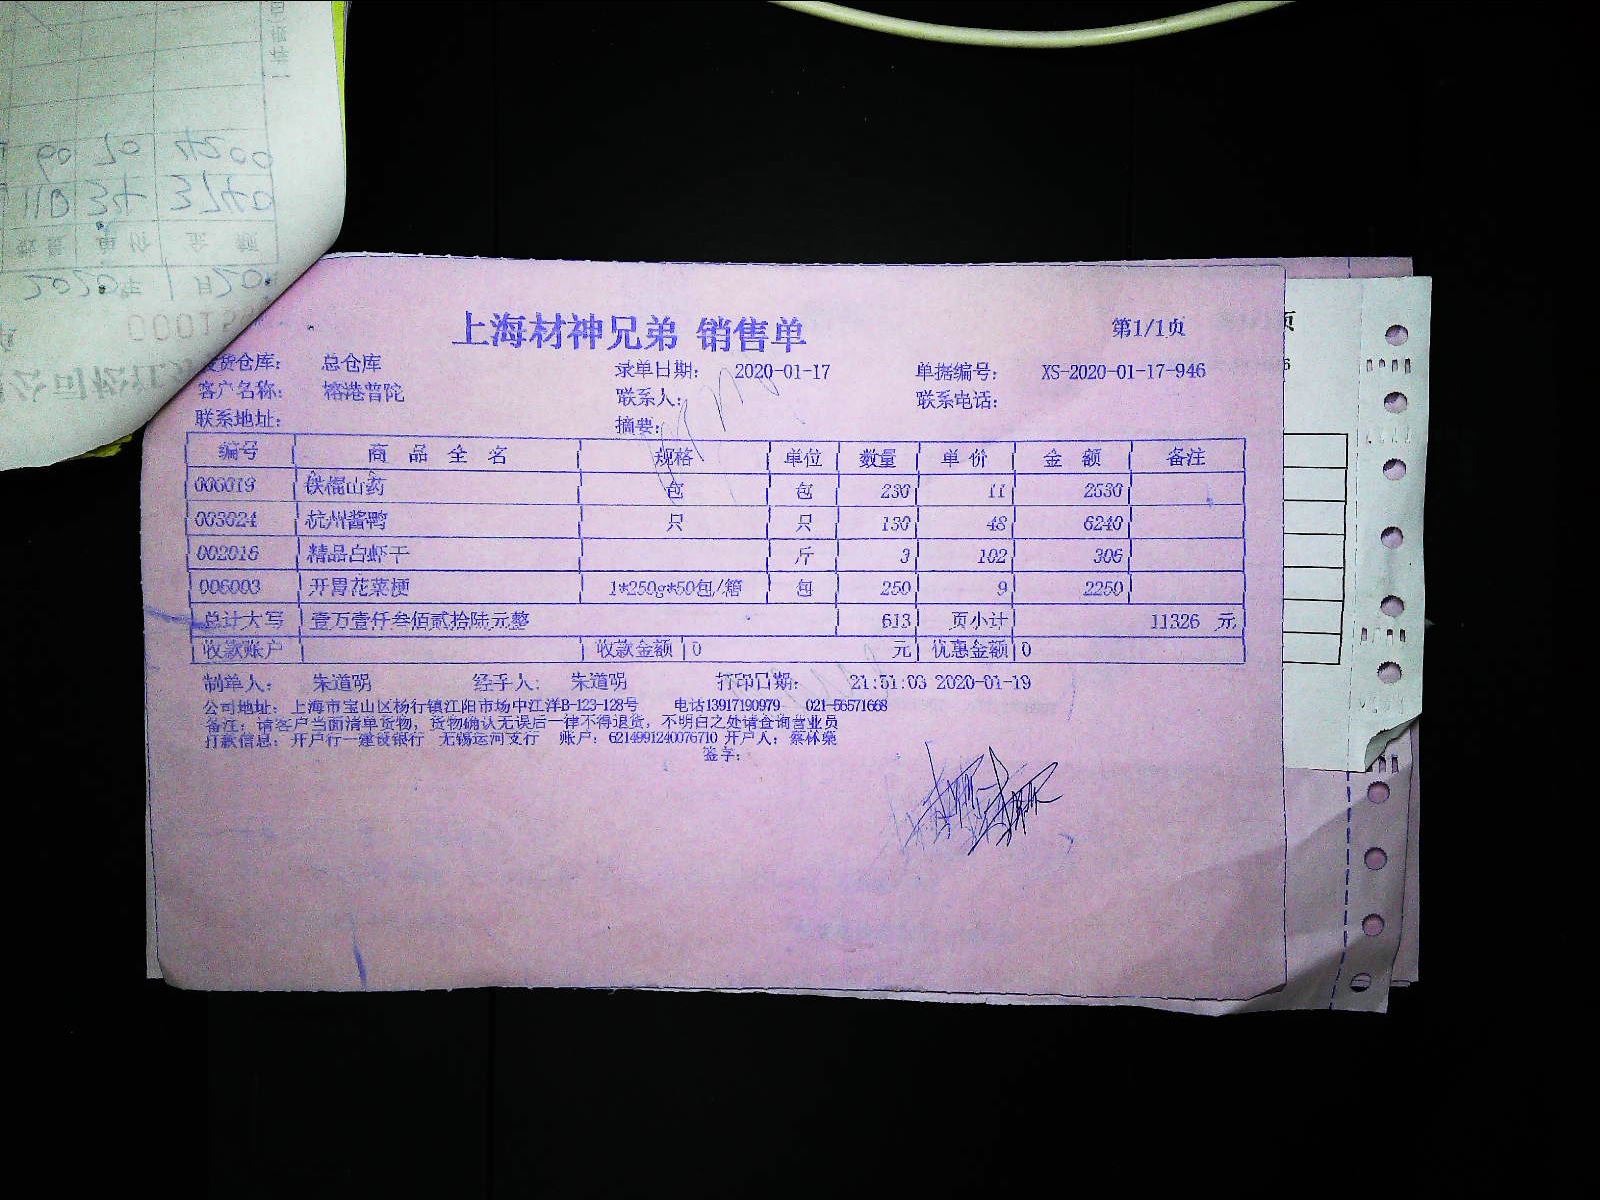 上海材神兄弟 销售单
第1/1页
发货仓库: 总仓库
录单日期: 2020-01-17
单据编号: XS-2020-01-17-946
客户名称: 榕港普陀
联系人:
联系电话:
联系地址:
摘要:
编号 商品全名 规格 单位 数量 单价 金额 备注
006019 铁棍山药 包 包 230 11 2530
003024 杭州酱鸭 只 只 130 48 6240
002016 精品白虾干 斤 3 102 306
006003 开胃花菜梗 1*250g*50包/箱 包 250 9 2250
总计大写 壹万壹仟叁佰贰拾陆元整 613 页小计 11326 元
收款账户 收款金额 0 元 优惠金额 0
制单人: 朱道明 经手人: 朱道明 打印日期: 21:51:03 2020-01-19
公司地址: 上海市宝山区杨行镇江阳市场中江洋B-123-128号 电话13917190979 021-56571668
备注: 请客户当面清单货物, 货物确认无误后一律不得退货, 不明白之处请查询营业员
打款信息: 开户行—建设银行 无锡运河支行 账户: 6214991240076710 开户人: 蔡林荣
签字: